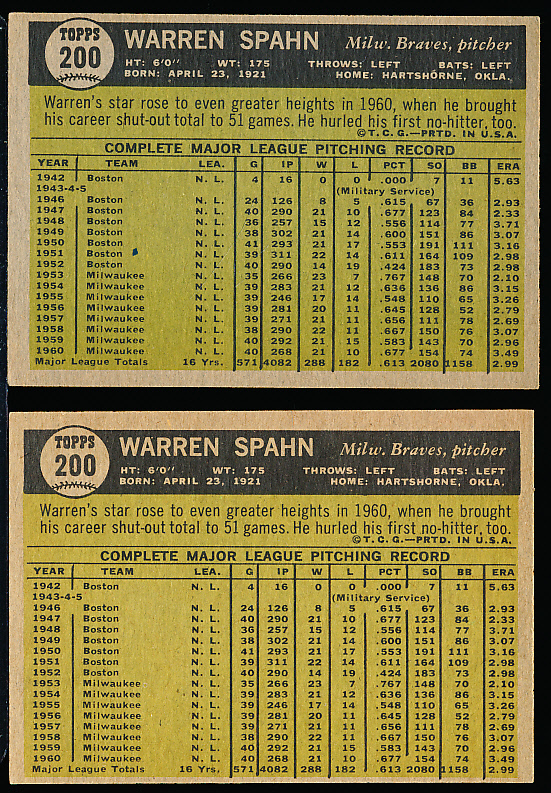 TOPPS
200
WARREN SPAHN Milw. Braves, pitcher
HT: 6'0" WT: 175 THROWS: LEFT BATS: LEFT
BORN: APRIL 23, 1921 HOME: HARTSHORNE, OKLA.
Warren's star rose to even greater heights in 1960, when he brought
his career shut-out total to 51 games. He hurled his first no-hitter, too.
©T.C.G.—PRTD. IN U.S.A.
COMPLETE MAJOR LEAGUE PITCHING RECORD
YEAR TEAM LEA. G IP W L PCT SO BB ERA
1942 Boston N. L. 4 16 0 0 .000 7 11 5.63
1943-4-5 (Military Service)
1946 Boston N. L. 24 126 8 5 .615 67 36 2.93
1947 Boston N. L. 40 290 21 10 .677 123 84 2.33
1948 Boston N. L. 36 257 15 12 .556 114 77 3.71
1949 Boston N. L. 38 302 21 14 .600 151 86 3.07
1950 Boston N. L. 41 293 21 17 .553 191 111 3.16
1951 Boston N. L. 39 311 22 14 .611 164 109 2.98
1952 Boston N. L. 40 290 14 19 .424 183 73 2.98
1953 Milwaukee N. L. 35 266 23 7 .767 148 70 2.10
1954 Milwaukee N. L. 39 283 21 12 .636 136 86 3.15
1955 Milwaukee N. L. 39 246 17 14 .548 110 65 3.26
1956 Milwaukee N. L. 39 281 20 11 .645 128 52 2.79
1957 Milwaukee N. L. 39 271 21 11 .656 111 78 2.69
1958 Milwaukee N. L. 38 290 22 11 .667 150 76 3.07
1959 Milwaukee N. L. 40 292 21 15 .583 143 70 2.96
1960 Milwaukee N. L. 40 268 21 10 .677 154 74 3.49
Major League Totals 16 Yrs. 571 4082 288 182 .613 2080 1158 2.99
TOPPS
200
WARREN SPAHN Milw. Braves, pitcher
HT: 6'0" WT: 175 THROWS: LEFT BATS: LEFT
BORN: APRIL 23, 1921 HOME: HARTSHORNE, OKLA.
Warren's star rose to even greater heights in 1960, when he brought
his career shut-out total to 51 games. He hurled his first no-hitter, too.
©T.C.G.—PRTD. IN U.S.A.
COMPLETE MAJOR LEAGUE PITCHING RECORD
YEAR TEAM LEA. G IP W L PCT SO BB ERA
1942 Boston N. L. 4 16 0 0 .000 7 11 5.63
1943-4-5 (Military Service)
1946 Boston N. L. 24 126 8 5 .615 67 36 2.93
1947 Boston N. L. 40 290 21 10 .677 123 84 2.33
1948 Boston N. L. 36 257 15 12 .556 114 77 3.71
1949 Boston N. L. 38 302 21 14 .600 151 86 3.07
1950 Boston N. L. 41 293 21 17 .553 191 111 3.16
1951 Boston N. L. 39 311 22 14 .611 164 109 2.98
1952 Boston N. L. 40 290 14 19 .424 183 73 2.98
1953 Milwaukee N. L. 35 266 23 7 .767 148 70 2.10
1954 Milwaukee N. L. 39 283 21 12 .636 136 86 3.15
1955 Milwaukee N. L. 39 246 17 14 .548 110 65 3.26
1956 Milwaukee N. L. 39 281 20 11 .645 128 52 2.79
1957 Milwaukee N. L. 39 271 21 11 .656 111 78 2.69
1958 Milwaukee N. L. 38 290 22 11 .667 150 76 3.07
1959 Milwaukee N. L. 40 292 21 15 .583 143 70 2.96
1960 Milwaukee N. L. 40 268 21 10 .677 154 74 3.49
Major League Totals 16 Yrs. 571 4082 288 182 .613 2080 1158 2.99